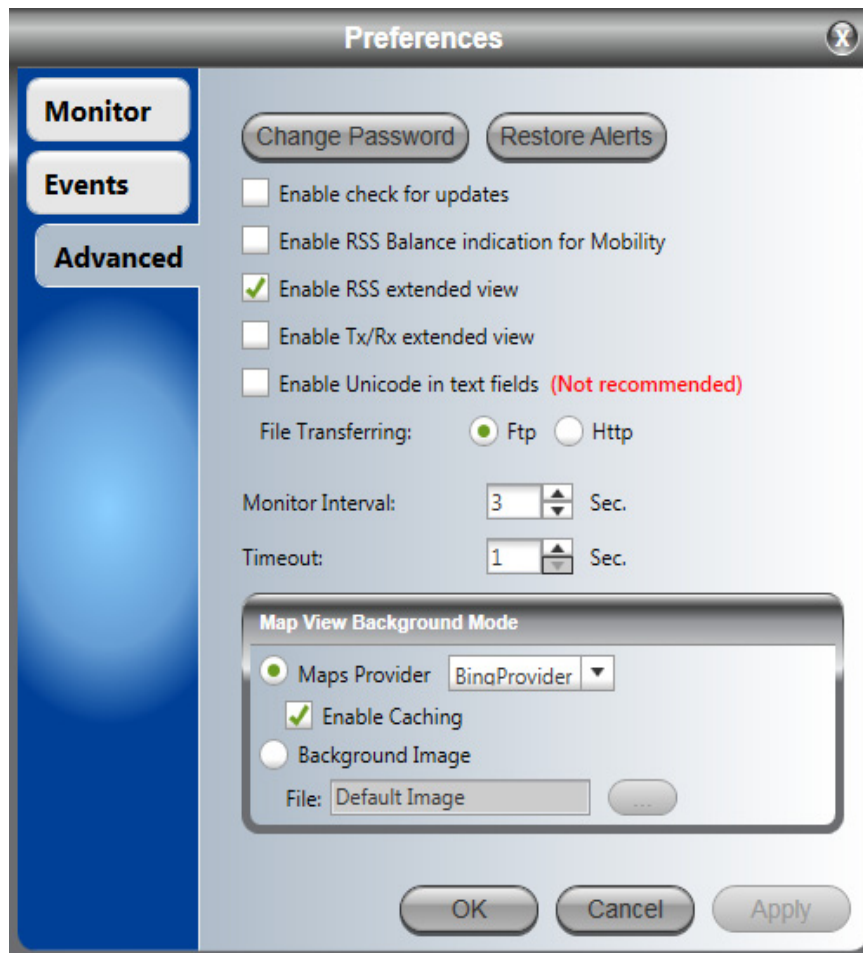 Preferences
X
Monitor
Events
Advanced
Change Password Restore Alerts
Enable check for updates
Enable RSS Balance indication for Mobility
Enable RSS extended view
Enable Tx/Rx extended view
Enable Unicode in text fields (Not recommended)
File Transferring: Ftp Http
Monitor Interval: 3 Sec.
Timeout: 1 Sec.
Map View Background Mode
Maps Provider BingProvider
Enable Caching
Background Image
File: Default Image ...
OK Cancel Apply